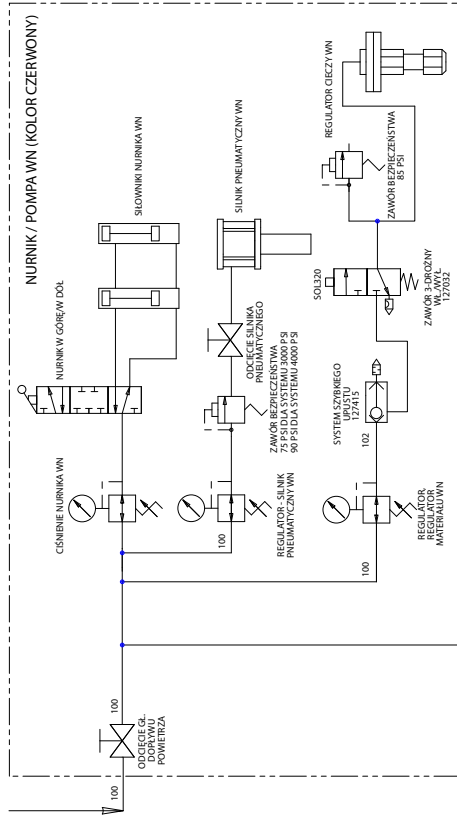 NURNIK / POMPA WN (KOLOR CZERWONY)
NURNIK W GÓRĘ/W DÓŁ
SIŁOWNIKI NURNIKA WN
CIŚNIENIE NURNIKA WN
SILNIK PNEUMATYCZNY WN
ODCIĘCIE SILNIKA
PNEUMATYCZNEGO
ZAWÓR BEZPIECZEŃSTWA
75 PSI DLA SYSTEMU 3000 PSI
90 PSI DLA SYSTEMU 4000 PSI
REGULATOR - SILNIK
PNEUMATYCZNY WN
100
REGULATOR CIECZY WN
ZAWÓR BEZPIECZEŃSTWA
85 PSI
SOL320
ZAWÓR 3-DROŻNY
WŁ./WYŁ.
127032
SYSTEM SZYBKIEGO
UPUSTU
127415
102
REGULATOR,
REGULATOR
MATERIAŁU WN
100
100
ODCIĘCIE GŁ.
DOPŁYWU
POWIETRZA
100